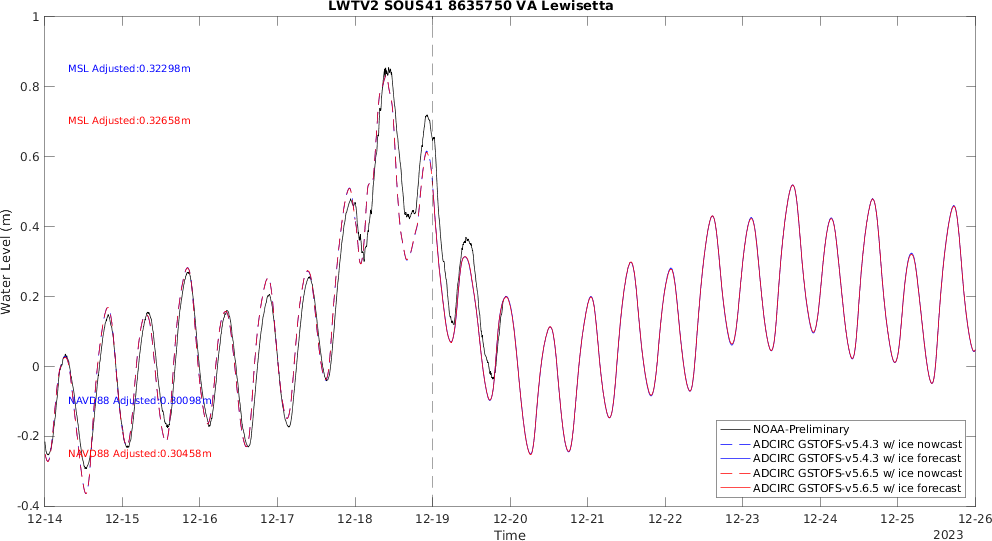 LWTV2 SOUS41 8635750 VA Lewisetta
1
0.8
0.6
0.4
0.2
0
-0.2
-0.4
Water Level (m)
MSL Adjusted:0.32298m
MSL Adjusted:0.32658m
NAVD88 Adjusted:0.30098m
NAVD88 Adjusted:0.30458m
NOAA-Preliminary
ADCIRC GSTOFS-v5.4.3 w/ ice nowcast
ADCIRC GSTOFS-v5.4.3 w/ ice forecast
ADCIRC GSTOFS-v5.6.5 w/ ice nowcast
ADCIRC GSTOFS-v5.6.5 w/ ice forecast
12-14 12-15 12-16 12-17 12-18 12-19 12-20 12-21 12-22 12-23 12-24 12-25 12-26
Time
2023